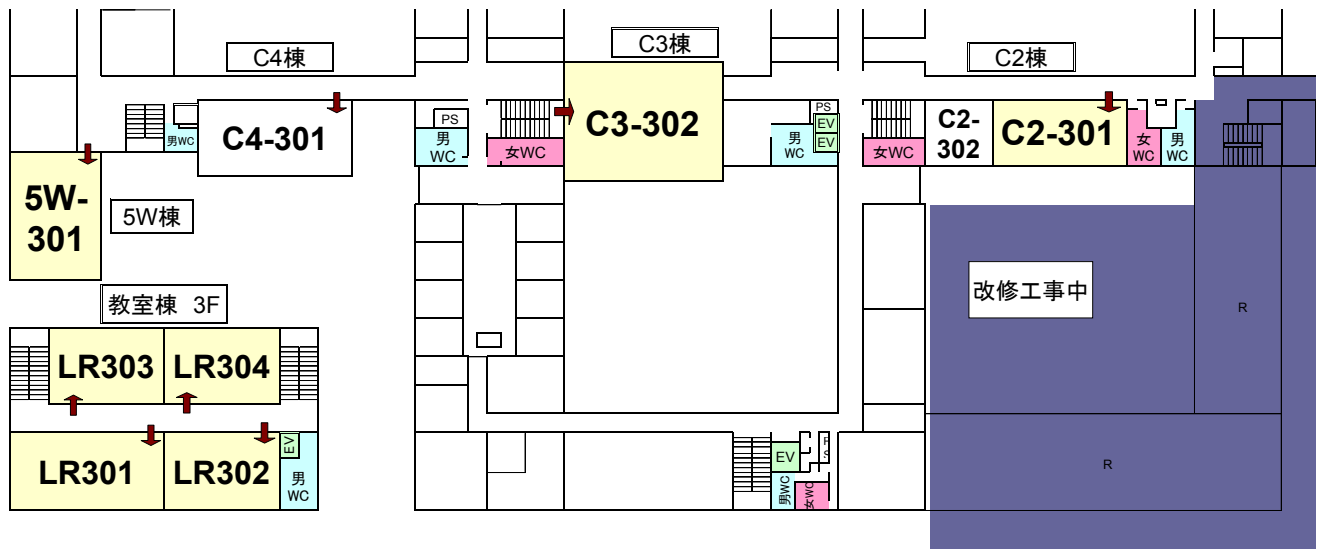 C4棟
C3棟
C2棟
男WC
C4-301
PS
男
WC
女WC
C3-302
PS
EV
EV
男
WC
女WC
C2-
302
C2-301
女
WC
男
WC
5W-
301
5W棟
改修工事中
R
教室棟 3F
LR303
LR304
LR301
LR302
EV
男
WC
EV
PS
男WC
女WC
R